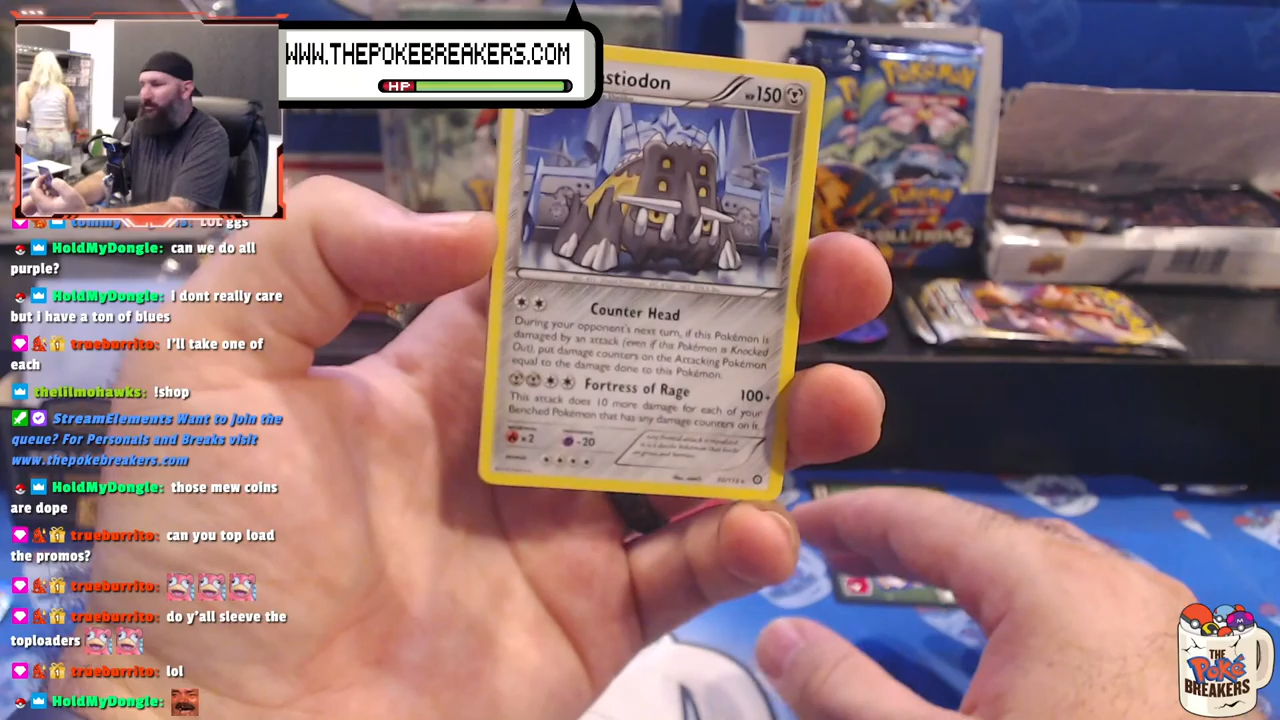 WWW.THEPOKEBREAKERS.COM
HP
stiodon
HP 150
Counter Head
During your opponent's next turn, if this Pokémon is
damaged by an attack (even if this Pokémon is Knocked
Out), put damage counters on the Attacking Pokémon
equal to the damage done to this Pokémon.
Fortress of Rage 100+
This attack does 10 more damage for each of your
Benched Pokémon that has any damage counters on it.
×2
-20
Pokémon
Pokémon
LOL ggs
HoldMyDongle: can we do all
purple?
HoldMyDongle: I dont really care
but i have a ton of blues
trueburrito: I'll take one of
each
thelilmohawks: !shop
StreamElements Want to join the
queue? For Personals and Breaks visit
www.thepokebreakers.com
HoldMyDongle: those mew coins
are dope
trueburrito: can you top load
the promos?
trueburrito:
trueburrito: do y'all sleeve the
toploaders
trueburrito: lol
HoldMyDongle:
THE
Poké
BREAKERS